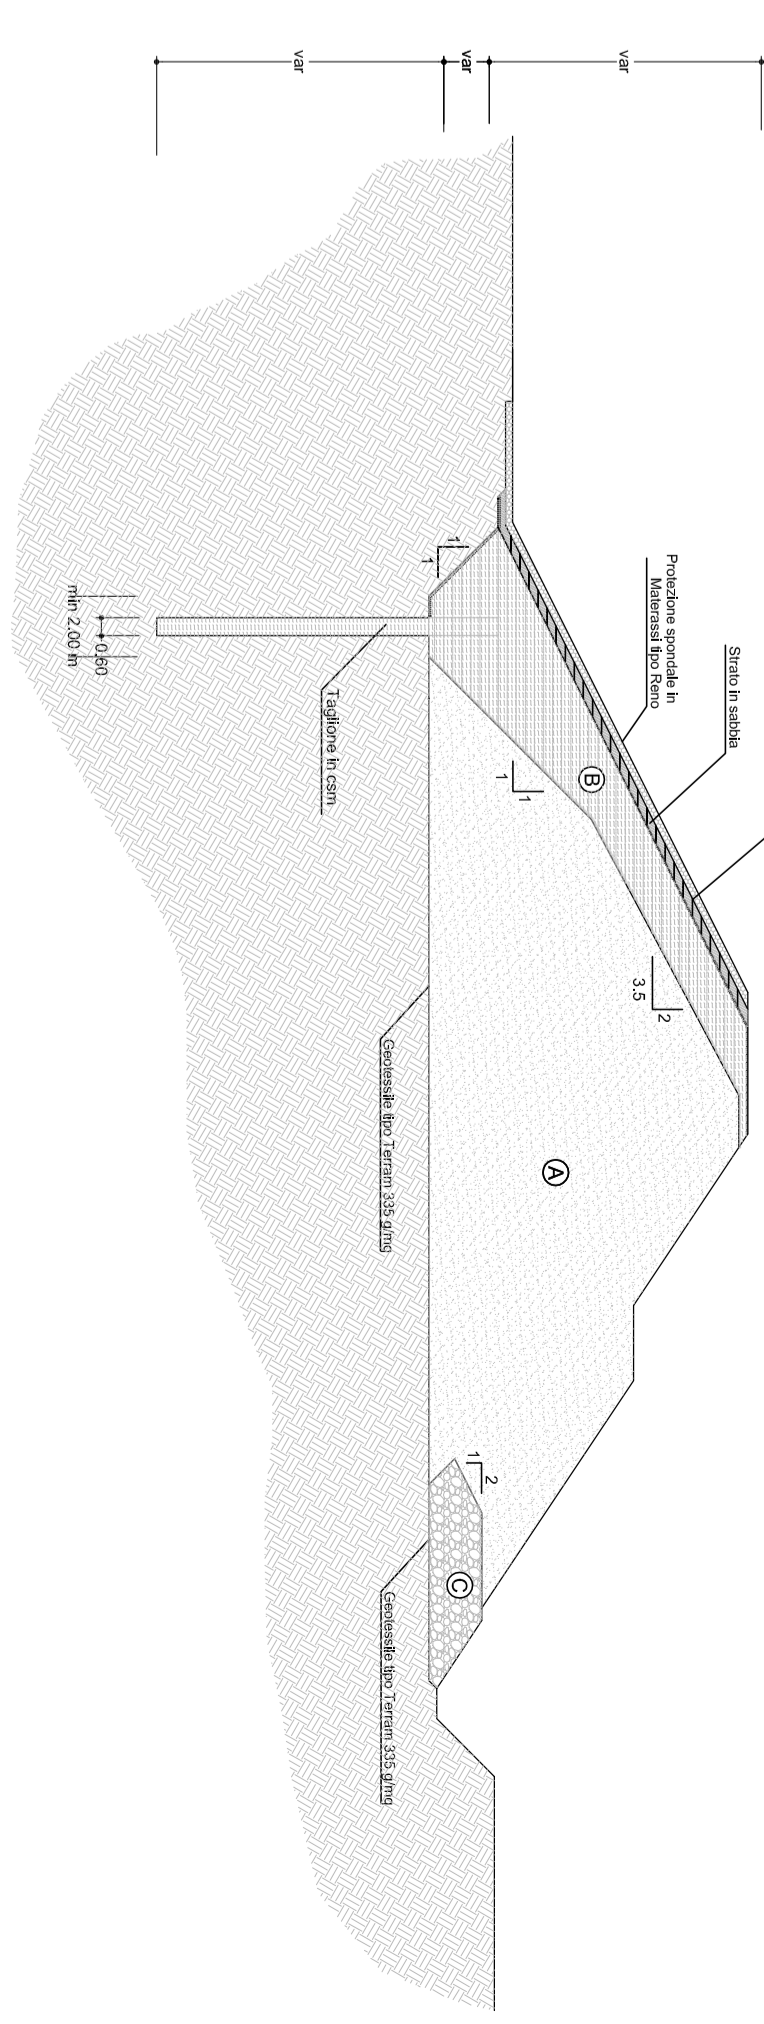 var
var
var
Protezione spondale in
Materassi tipo Reno
Strato in sabbia
1
1
B
1
1
3.5
2
min 2.00 m
0.60
Taglione in csm
A
Geotessile tipo Terram 335 g/mq
1
2
C
Geotessile tipo Terram 335 g/mq